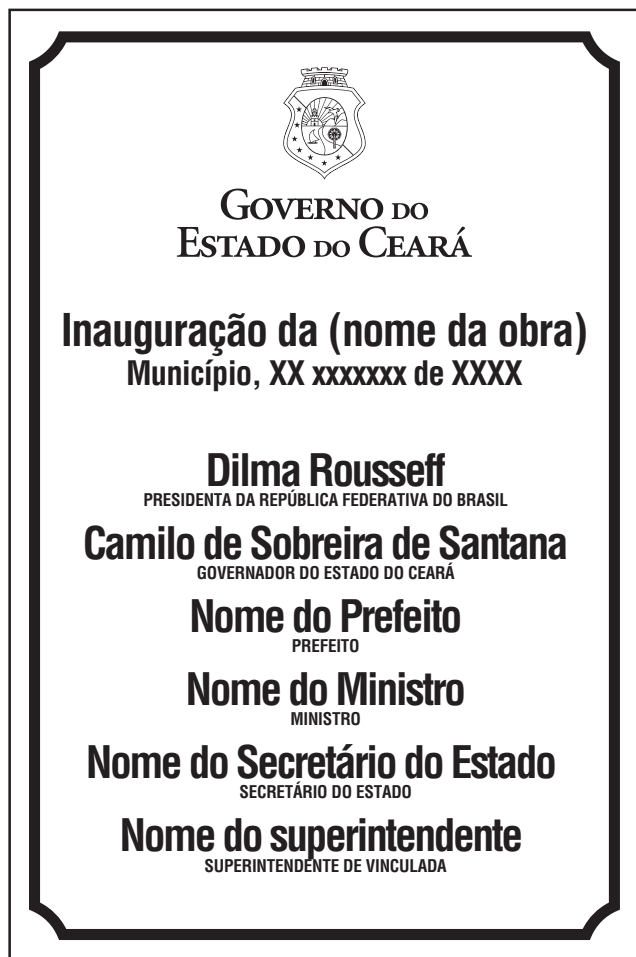 GOVERNO DO
ESTADO DO CEARÁ
Inauguração da (nome da obra)
Município, XX xxxxxxx de XXXX
Dilma Rousseff
PRESIDENTA DA REPÚBLICA FEDERATIVA DO BRASIL
Camilo de Sobreira de Santana
GOVERNADOR DO ESTADO DO CEARÁ
Nome do Prefeito
PREFEITO
Nome do Ministro
MINISTRO
Nome do Secretário do Estado
SECRETÁRIO DO ESTADO
Nome do superintendente
SUPERINTENDENTE DE VINCULADA